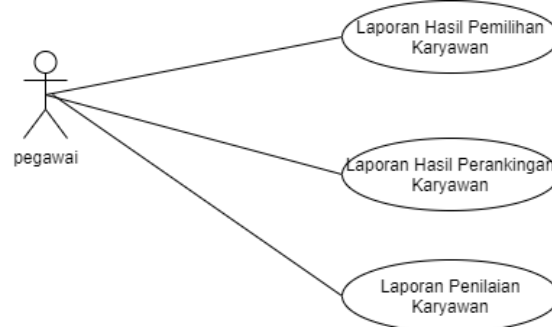 Laporan Hasil Pemilihan
Karyawan
pegawai
Laporan Hasil Perankingan
Karyawan
Laporan Penilaian
Karyawan